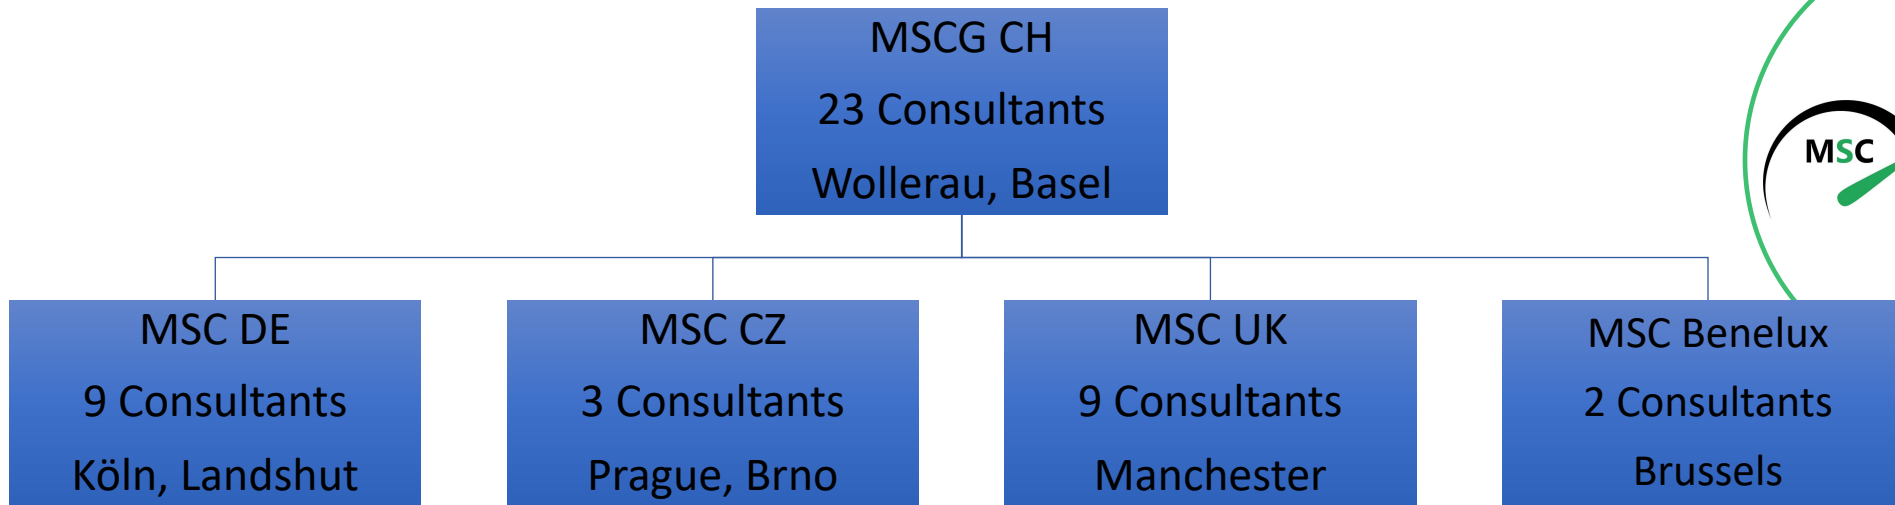 MSCG CH
23 Consultants
Wollerau, Basel
MSC
MSC DE
9 Consultants
Köln, Landshut
MSC CZ
3 Consultants
Prague, Brno
MSC UK
9 Consultants
Manchester
MSC Benelux
2 Consultants
Brussels